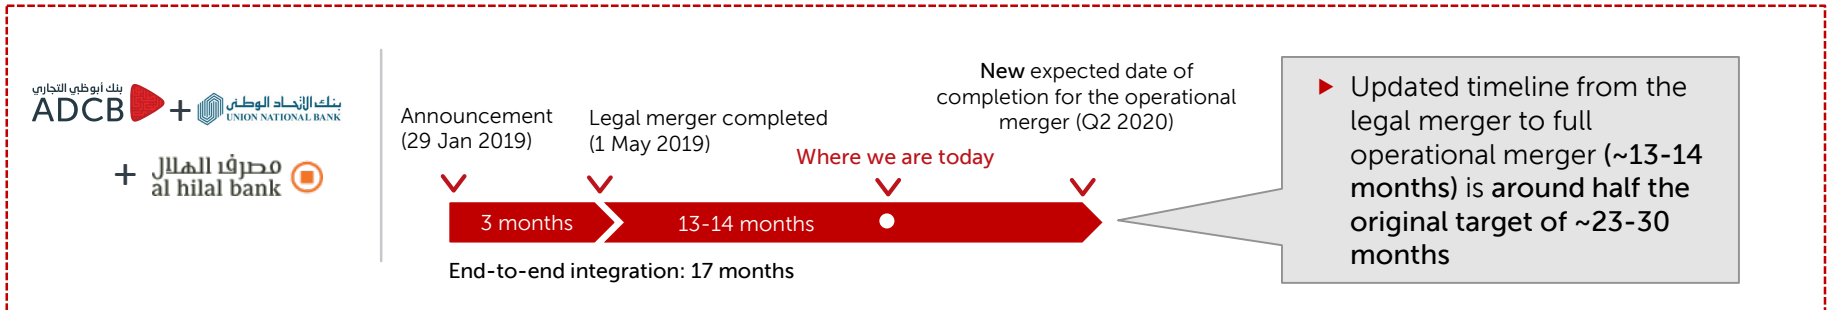 بنك أبوظبي التجاري
ADCB
+
بنك الاتحاد الوطني
UNION NATIONAL BANK
+
مصرف الهلال
al hilal bank
Announcement
(29 Jan 2019)
Legal merger completed
(1 May 2019)
Where we are today
New expected date of
completion for the operational
merger (Q2 2020)
3 months
13-14 months
End-to-end integration: 17 months
Updated timeline from the
legal merger to full
operational merger (~13-14
months) is around half the
original target of ~23-30
months